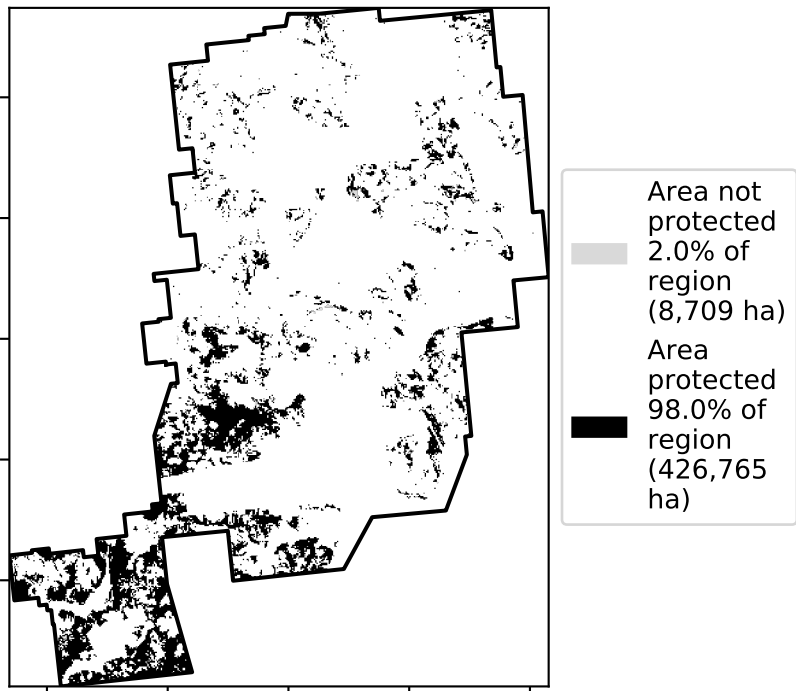 Area not
protected
2.0% of
region
(8,709 ha)
Area
protected
98.0% of
region
(426,765
ha)